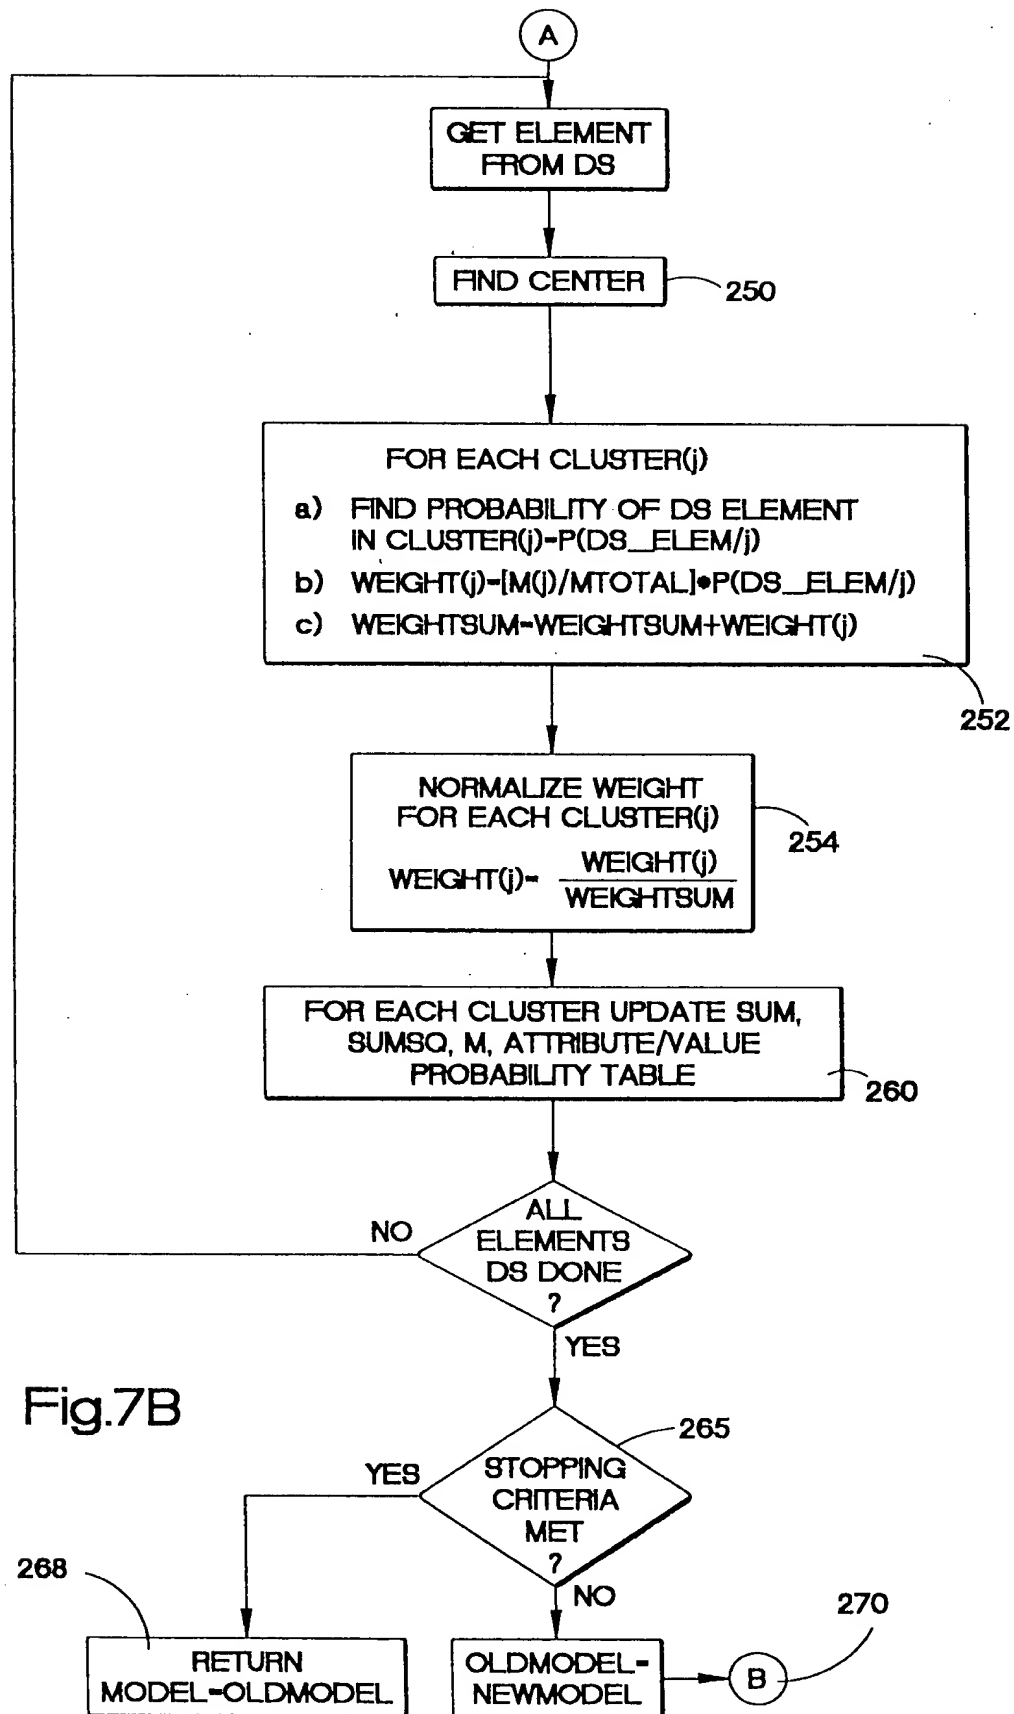 A
GET ELEMENT
FROM DS
FIND CENTER
250
FOR EACH CLUSTER(j)
a) FIND PROBABILITY OF DS ELEMENT
IN CLUSTER(j)=P(DS_ELEM/j)
b) WEIGHT(j)=[M(j)/MTOTAL]•P(DS_ELEM/j)
c) WEIGHTSUM=WEIGHTSUM+WEIGHT(j)
252
NORMALIZE WEIGHT
FOR EACH CLUSTER(j)
WEIGHT(j)= WEIGHT(j)
WEIGHTSUM
254
FOR EACH CLUSTER UPDATE SUM,
SUMSQ, M, ATTRIBUTE/VALUE
PROBABILITY TABLE
260
ALL
ELEMENTS
DS DONE
?
NO
YES
Fig.7B
265
STOPPING
CRITERIA
MET
?
YES
NO
268
RETURN
MODEL=OLDMODEL
OLDMODEL=
NEWMODEL
B
270